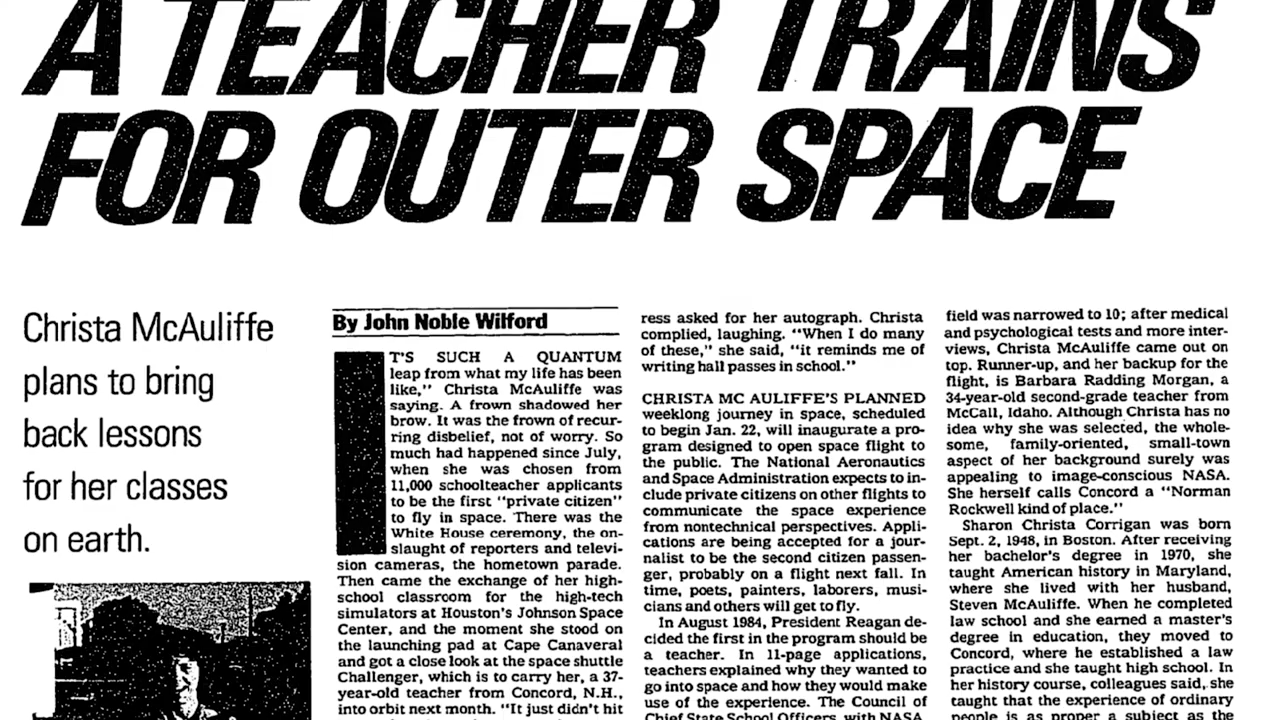 A TEACHER TRAINS
FOR OUTER SPACE
Christa McAuliffe
plans to bring
back lessons
for her classes
on earth.
By John Noble Wilford
IT'S SUCH A QUANTUM
leap from what my life has been
like,” Christa McAuliffe was
saying. A frown shadowed her
brow. It was the frown of recur-
ring disbelief, not of worry. So
much had happened since July,
when she was chosen from
11,000 schoolteacher applicants
to be the first “private citizen”
to fly in space. There was the
White House ceremony, the on-
slaught of reporters and televi-
sion cameras, the hometown parade.
Then came the exchange of her high-
school classroom for the high-tech
simulators at Houston's Johnson Space
Center, and the moment she stood on
the launching pad at Cape Canaveral
and got a close look at the space shuttle
Challenger, which is to carry her, a 37-
year-old teacher from Concord, N.H.,
into orbit next month. “It just didn't hit
ress asked for her autograph. Christa
complied, laughing. “When I do many
of these,” she said, “it reminds me of
writing hall passes in school.”
CHRISTA MC AULIFFE'S PLANNED
weeklong journey in space, scheduled
to begin Jan. 22, will inaugurate a pro-
gram designed to open space flight to
the public. The National Aeronautics
and Space Administration expects to in-
clude private citizens on other flights to
communicate the space experience
from nontechnical perspectives. Appli-
cations are being accepted for a jour-
nalist to be the second citizen passen-
ger, probably on a flight next fall. In
time, poets, painters, laborers, musi-
cians and others will get to fly.
In August 1984, President Reagan de-
cided the first in the program should be
a teacher. In 11-page applications,
teachers explained why they wanted to
go into space and how they would make
use of the experience. The Council of
Chief State School Officers, with NASA,
field was narrowed to 10; after medical
and psychological tests and more inter-
views, Christa McAuliffe came out on
top. Runner-up, and her backup for the
flight, is Barbara Radding Morgan, a
34-year-old second-grade teacher from
McCall, Idaho. Although Christa has no
idea why she was selected, the whole-
some, family-oriented, small-town
aspect of her background surely was
appealing to image-conscious NASA.
She herself calls Concord a “Norman
Rockwell kind of place.”
Sharon Christa Corrigan was born
Sept. 2, 1948, in Boston. After receiving
her bachelor's degree in 1970, she
taught American history in Maryland,
where she lived with her husband,
Steven McAuliffe. When he completed
law school and she earned a master's
degree in education, they moved to
Concord, where he established a law
practice and she taught high school. In
her history course, colleagues said, she
taught that the experience of ordinary
people is as proper a subject as the